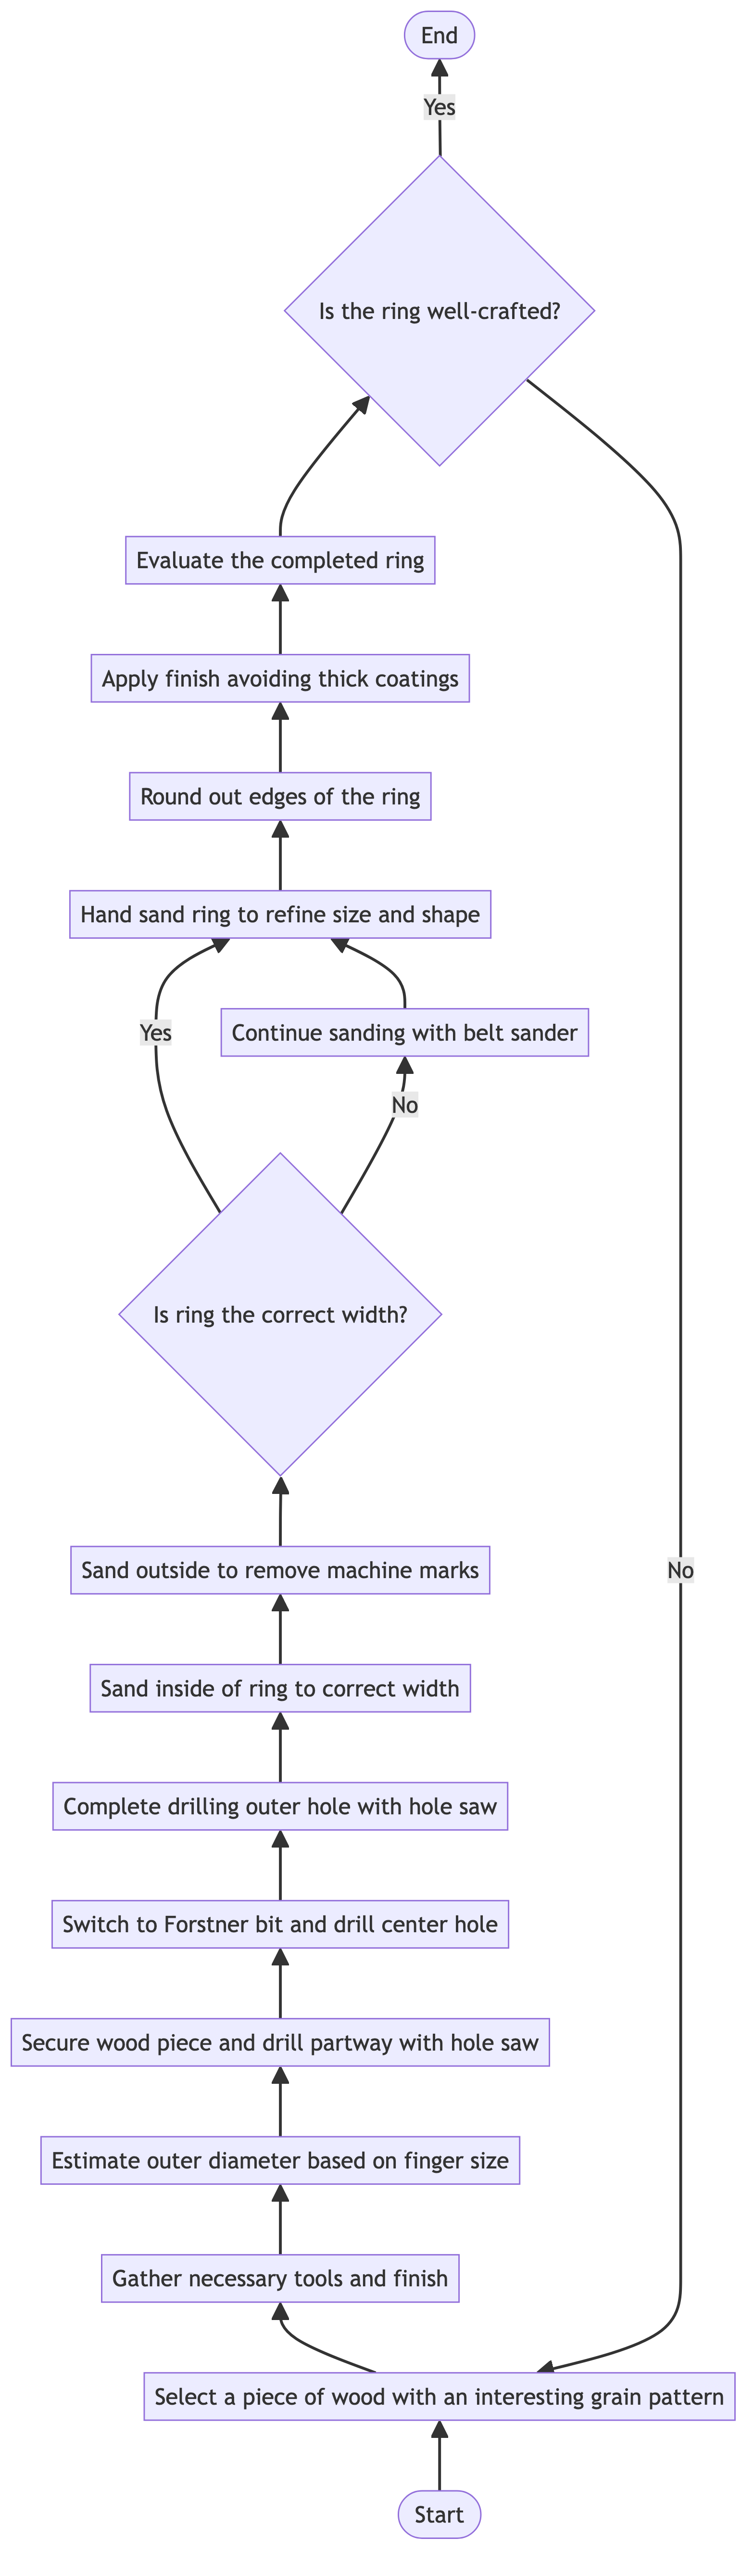 End
Yes
Is the ring well-crafted?
Evaluate the completed ring
Apply finish avoiding thick coatings
Round out edges of the ring
Hand sand ring to refine size and shape
Yes
Continue sanding with belt sander
No
Is ring the correct width?
Sand outside to remove machine marks
No
Sand inside of ring to correct width
Complete drilling outer hole with hole saw
Switch to Forstner bit and drill center hole
Secure wood piece and drill partway with hole saw
Estimate outer diameter based on finger size
Gather necessary tools and finish
Select a piece of wood with an interesting grain pattern
Start